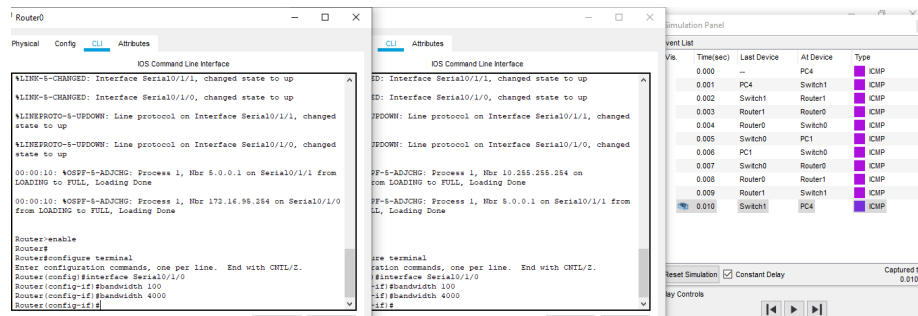 Router0
Physical Config CLI Attributes
IOS Command Line Interface
%LINK-5-CHANGED: Interface Serial0/1/1, changed state to up
%LINK-5-CHANGED: Interface Serial0/1/0, changed state to up
%LINEPROTO-5-UPDOWN: Line protocol on Interface Serial0/1/1, changed
state to up
%LINEPROTO-5-UPDOWN: Line protocol on Interface Serial0/1/0, changed
state to up
00:00:10: %OSPF-5-ADJCHG: Process 1, Nbr 5.0.0.1 on Serial0/1/1 from
LOADING to FULL, Loading Done
00:00:10: %OSPF-5-ADJCHG: Process 1, Nbr 172.16.95.254 on Serial0/1/0
from LOADING to FULL, Loading Done
Router>enable
Router#
Router#configure terminal
Enter configuration commands, one per line. End with CNTL/Z.
Router(config)#interface Serial0/1/0
Router(config-if)#bandwidth 100
Router(config-if)#bandwidth 4000
Router(config-if)#
CLI Attributes
IOS Command Line Interface
ED: Interface Serial0/1/1, changed state to up
ED: Interface Serial0/1/0, changed state to up
UPDOWN: Line protocol on Interface Serial0/1/1, changed
UPDOWN: Line protocol on Interface Serial0/1/0, changed
PF-5-ADJCHG: Process 1, Nbr 10.255.255.254 on
rom LOADING to FULL, Loading Done
PF-5-ADJCHG: Process 1, Nbr 5.0.0.1 on Serial0/1/1 from
LL, Loading Done
ure terminal
ration commands, one per line. End with CNTL/Z.
)#interface Serial0/1/0
-if)#bandwidth 100
-if)#bandwidth 4000
-if)#
Simulation Panel
vent List
Vis. Time(sec) Last Device At Device Type
0.000 -- PC4 ICMP
0.001 PC4 Switch1 ICMP
0.002 Switch1 Router1 ICMP
0.003 Router1 Router0 ICMP
0.004 Router0 Switch0 ICMP
0.005 Switch0 PC1 ICMP
0.006 PC1 Switch0 ICMP
0.007 Switch0 Router0 ICMP
0.008 Router0 Router1 ICMP
0.009 Router1 Switch1 ICMP
0.010 Switch1 PC4 ICMP
Reset Simulation Constant Delay
Captured t
0.010
lay Controls